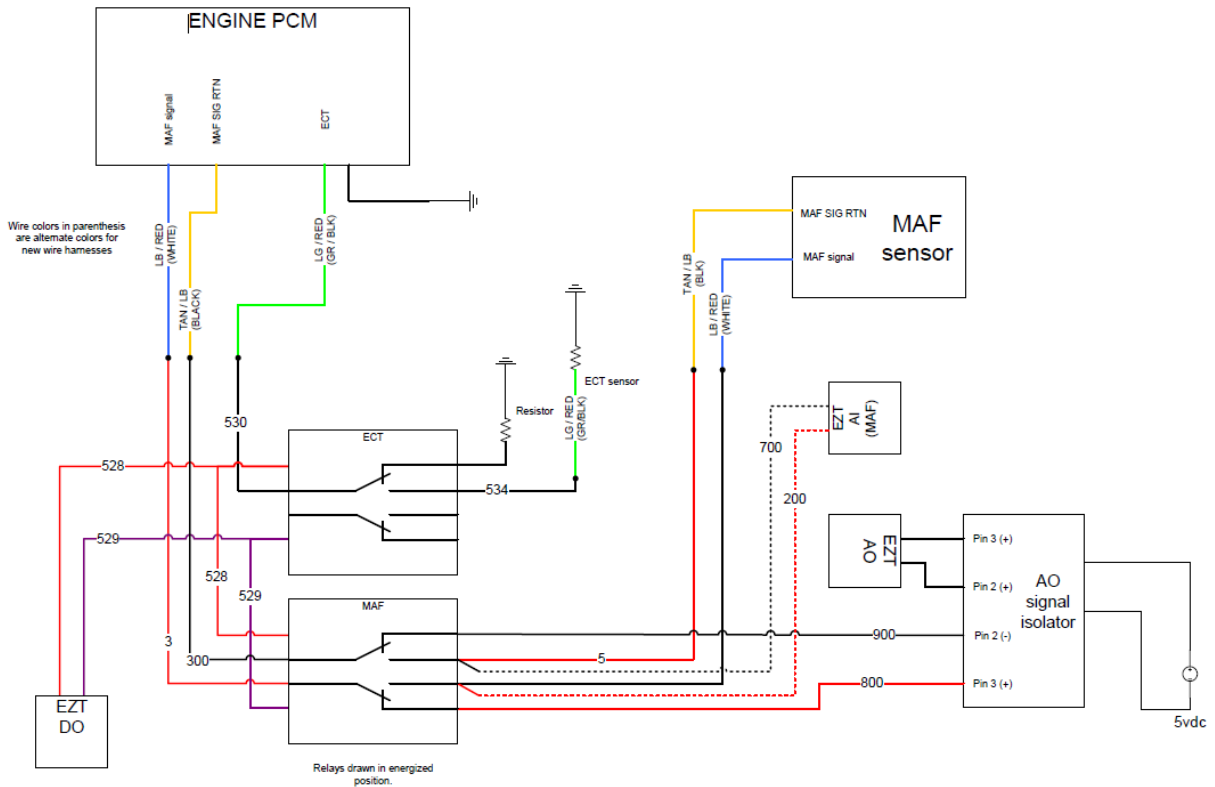 ENGINE PCM
MAF signal
MAF SIG RTN
ECT
Wire colors in parenthesis
are alternate colors for
new wire harnesses
LB / RED
(WHITE)
TAN / LB
(BLACK)
LG / RED
(GR / BLK)
MAF SIG RTN
MAF signal
MAF
sensor
TAN / LB
(BLK)
LB / RED
(WHITE)
ECT sensor
LG / RED
(GR/BLK)
Resistor
530
ECT
528
534
529
528
529
EZT
AI
(MAF)
700
200
EZT
AO
Pin 3 (+)
Pin 2 (+)
Pin 2 (-)
Pin 3 (+)
AO
signal
isolator
5vdc
MAF
3
300
5
900
800
EZT
DO
Relays drawn in energized
position.